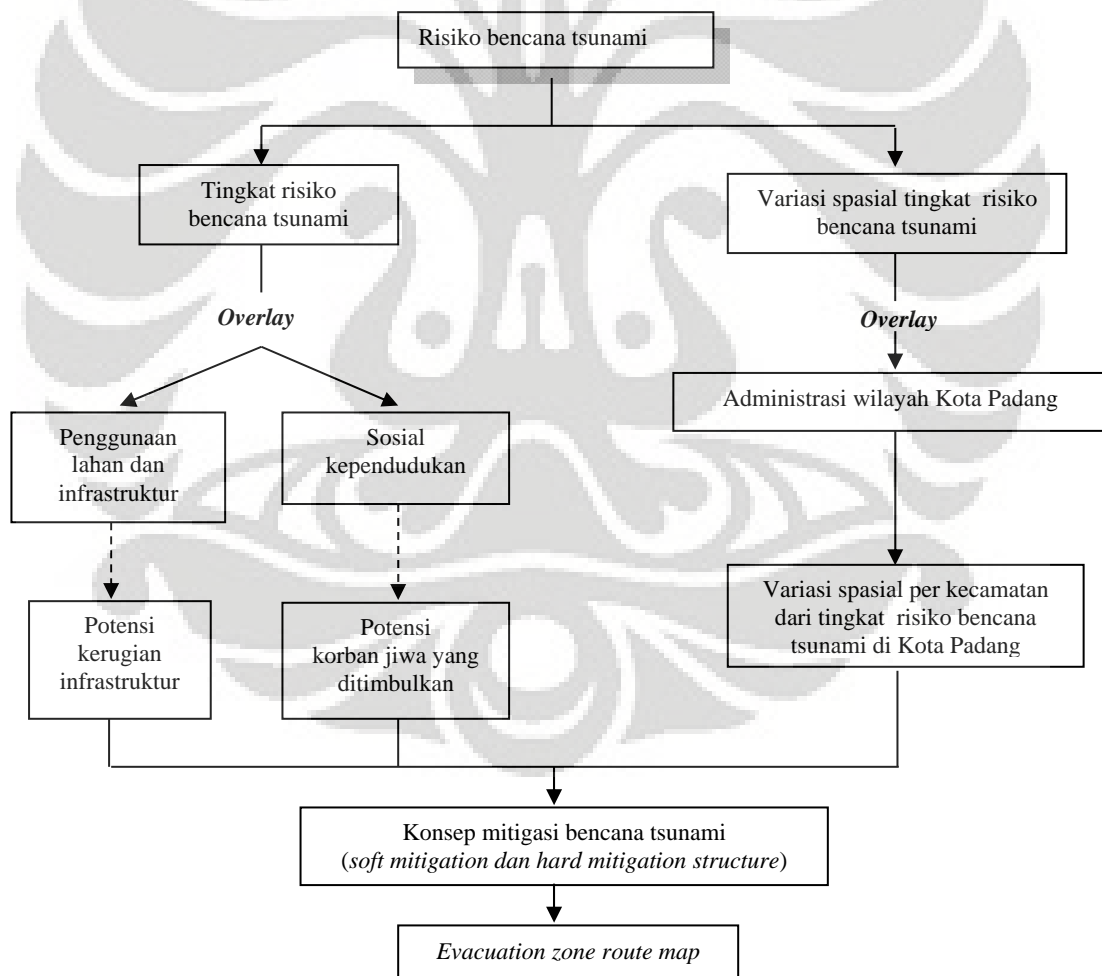 Risiko bencana tsunami
Tingkat risiko
bencana tsunami
Variasi spasial tingkat risiko
bencana tsunami
Overlay
Overlay
Penggunaan
lahan dan
infrastruktur
Sosial
kependudukan
Administrasi wilayah Kota Padang
Potensi
kerugian
infrastruktur
Potensi
korban jiwa yang
ditimbulkan
Variasi spasial per kecamatan
dari tingkat risiko bencana
tsunami di Kota Padang
Konsep mitigasi bencana tsunami
(soft mitigation dan hard mitigation structure)
Evacuation zone route map